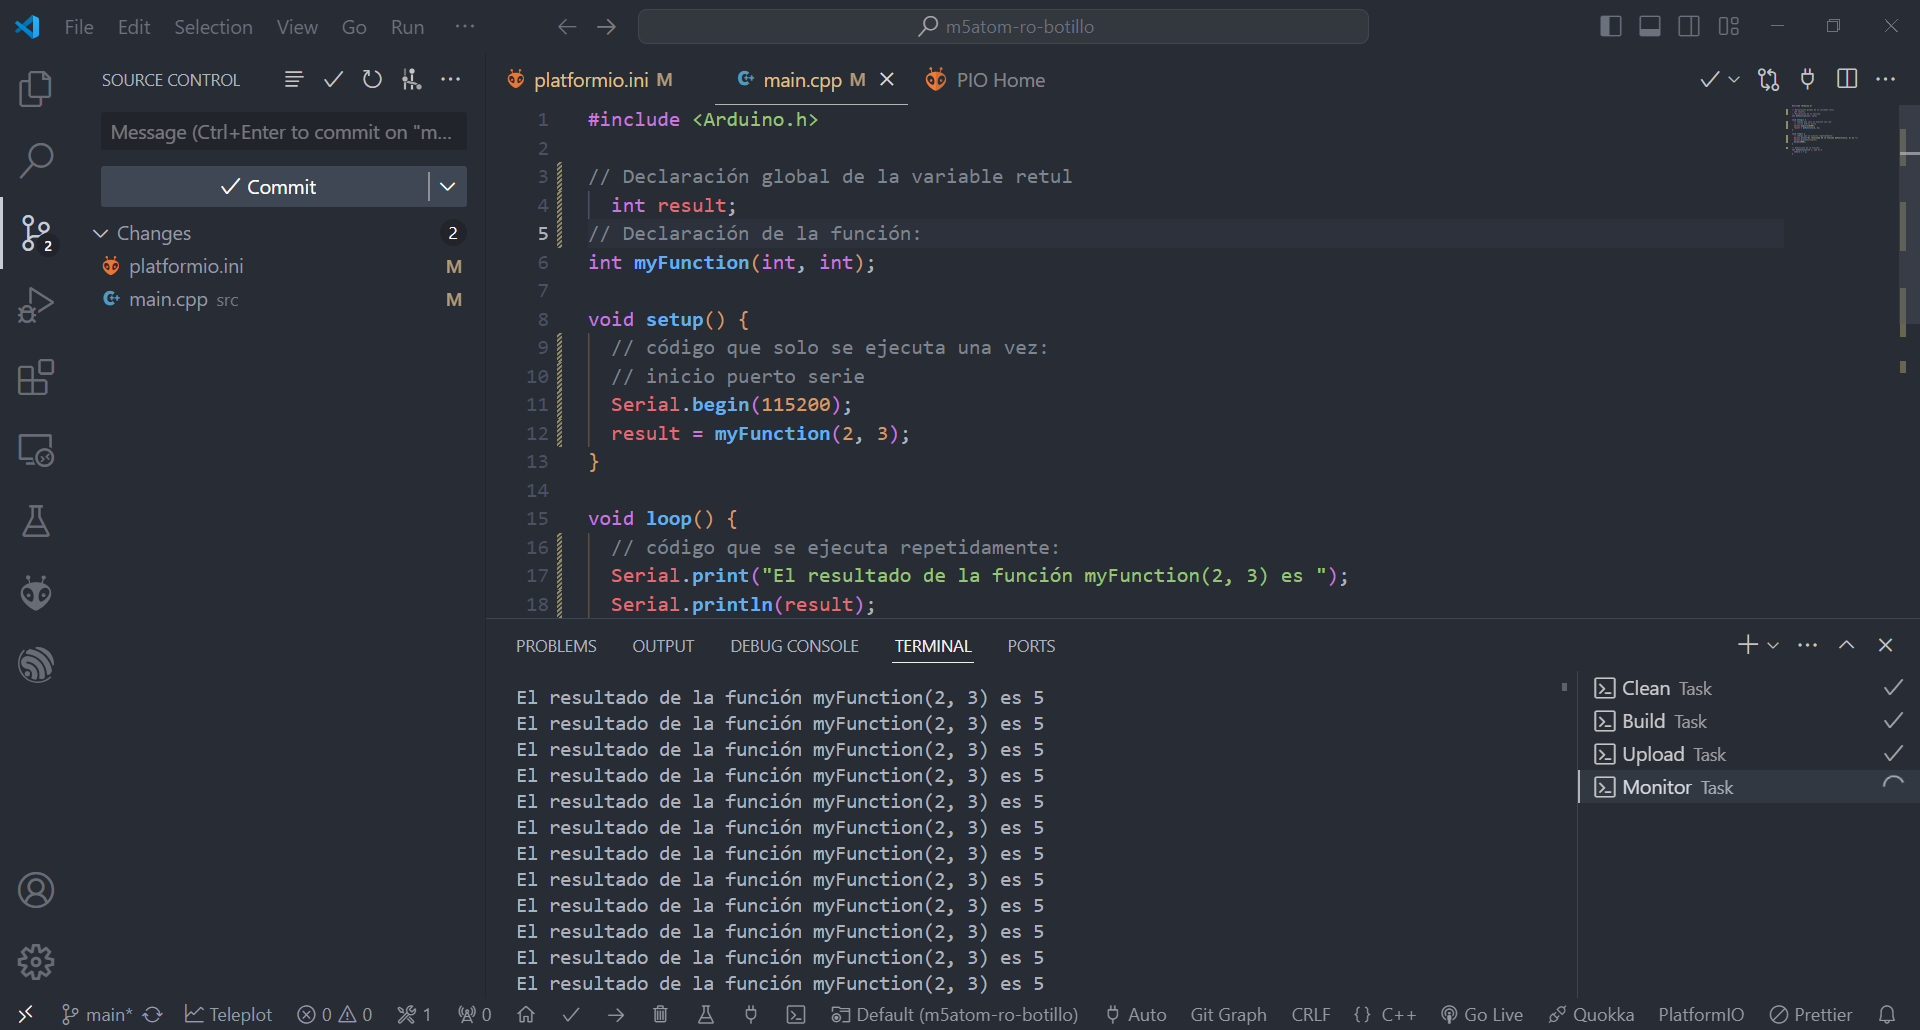 File Edit Selection View Go Run ···
m5atom-ro-botillo
SOURCE CONTROL
Message (Ctrl+Enter to commit on "m...
Commit
Changes 2
platformio.ini M
main.cpp src M
2
platformio.ini M main.cpp M PIO Home
1 #include <Arduino.h>
2
3 // Declaración global de la variable retul
4 int result;
5 // Declaración de la función:
6 int myFunction(int, int);
7
8 void setup() {
9 // código que solo se ejecuta una vez:
10 // inicio puerto serie
11 Serial.begin(115200);
12 result = myFunction(2, 3);
13 }
14
15 void loop() {
16 // código que se ejecuta repetidamente:
17 Serial.print("El resultado de la función myFunction(2, 3) es ");
18 Serial.println(result);
PROBLEMS OUTPUT DEBUG CONSOLE TERMINAL PORTS
El resultado de la función myFunction(2, 3) es 5
El resultado de la función myFunction(2, 3) es 5
El resultado de la función myFunction(2, 3) es 5
El resultado de la función myFunction(2, 3) es 5
El resultado de la función myFunction(2, 3) es 5
El resultado de la función myFunction(2, 3) es 5
El resultado de la función myFunction(2, 3) es 5
El resultado de la función myFunction(2, 3) es 5
El resultado de la función myFunction(2, 3) es 5
El resultado de la función myFunction(2, 3) es 5
El resultado de la función myFunction(2, 3) es 5
El resultado de la función myFunction(2, 3) es 5
Clean Task
Build Task
Upload Task
Monitor Task
main* Teleplot 0 0 1 0 Default (m5atom-ro-botillo) Auto Git Graph CRLF {} C++ Go Live Quokka PlatformIO Prettier